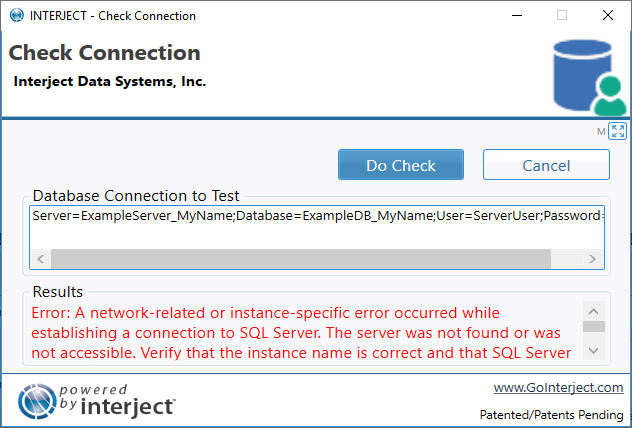 INTERJECT - Check Connection
Check Connection
Interject Data Systems, Inc.
M
Do Check
Cancel
Database Connection to Test
Server=ExampleServer_MyName;Database=ExampleDB_MyName;User=ServerUser;Password=
Results
Error: A network-related or instance-specific error occurred while
establishing a connection to SQL Server. The server was not found or was
not accessible. Verify that the instance name is correct and that SQL Server
powered
by interject™
www.GoInterject.com
Patented/Patents Pending